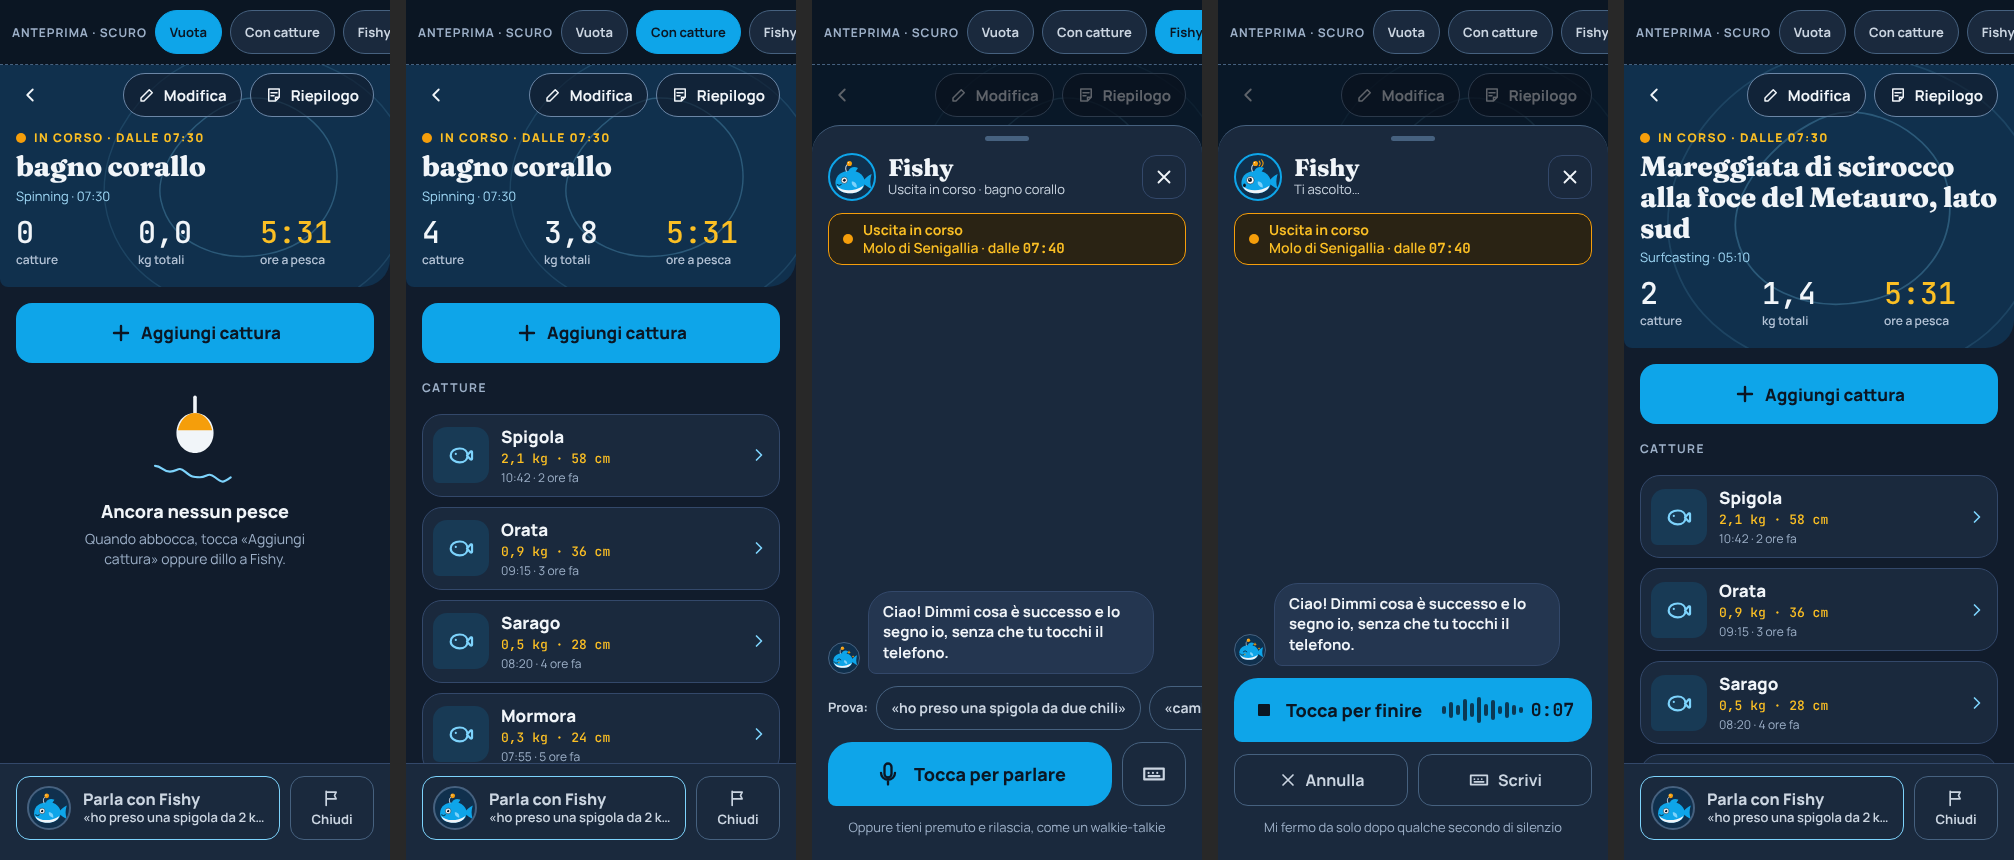 ANTEPRIMA · SCURO
Vuota
Con catture
Fishy
Modifica
Riepilogo
IN CORSO · DALLE 07:30
bagno corallo
Spinning · 07:30
0
0,0
5:31
catture
kg totali
ore a pesca
Aggiungi cattura
Ancora nessun pesce
Quando abbocca, tocca «Aggiungi
cattura» oppure dillo a Fishy.
Parla con Fishy
«ho preso una spigola da 2 k...
Chiudi
ANTEPRIMA · SCURO
Vuota
Con catture
Fishy
Modifica
Riepilogo
IN CORSO · DALLE 07:30
bagno corallo
Spinning · 07:30
4
3,8
5:31
catture
kg totali
ore a pesca
Aggiungi cattura
CATTURE
Spigola
2,1 kg · 58 cm
10:42 · 2 ore fa
Orata
0,9 kg · 36 cm
09:15 · 3 ore fa
Sarago
0,5 kg · 28 cm
08:20 · 4 ore fa
Mormora
0,3 kg · 24 cm
07:55 · 5 ore fa
Parla con Fishy
«ho preso una spigola da 2 k...
Chiudi
ANTEPRIMA · SCURO
Vuota
Con catture
Fishy
Modifica
Riepilogo
Fishy
Uscita in corso · bagno corallo
Uscita in corso
Molo di Senigallia · dalle 07:40
Ciao! Dimmi cosa è successo e lo
segno io, senza che tu tocchi il
telefono.
Prova:
«ho preso una spigola da due chili»
«cam
Tocca per parlare
Oppure tieni premuto e rilascia, come un walkie-talkie
ANTEPRIMA · SCURO
Vuota
Con catture
Fishy
Modifica
Riepilogo
Fishy
Ti ascolto...
Uscita in corso
Molo di Senigallia · dalle 07:40
Ciao! Dimmi cosa è successo e lo
segno io, senza che tu tocchi il
telefono.
Tocca per finire
0:07
Annulla
Scrivi
Mi fermo da solo dopo qualche secondo di silenzio
ANTEPRIMA · SCURO
Vuota
Con catture
Fishy
Modifica
Riepilogo
IN CORSO · DALLE 07:30
Mareggiata di scirocco
alla foce del Metauro, lato
sud
Surfcasting · 05:10
2
1,4
5:31
catture
kg totali
ore a pesca
Aggiungi cattura
CATTURE
Spigola
2,1 kg · 58 cm
10:42 · 2 ore fa
Orata
0,9 kg · 36 cm
09:15 · 3 ore fa
Sarago
0,5 kg · 28 cm
08:20 · 4 ore fa
Parla con Fishy
«ho preso una spigola da 2 k...
Chiudi